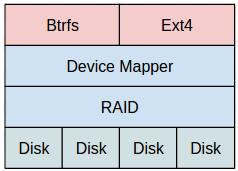 Btrfs Ext4
Device Mapper
RAID
Disk Disk Disk Disk